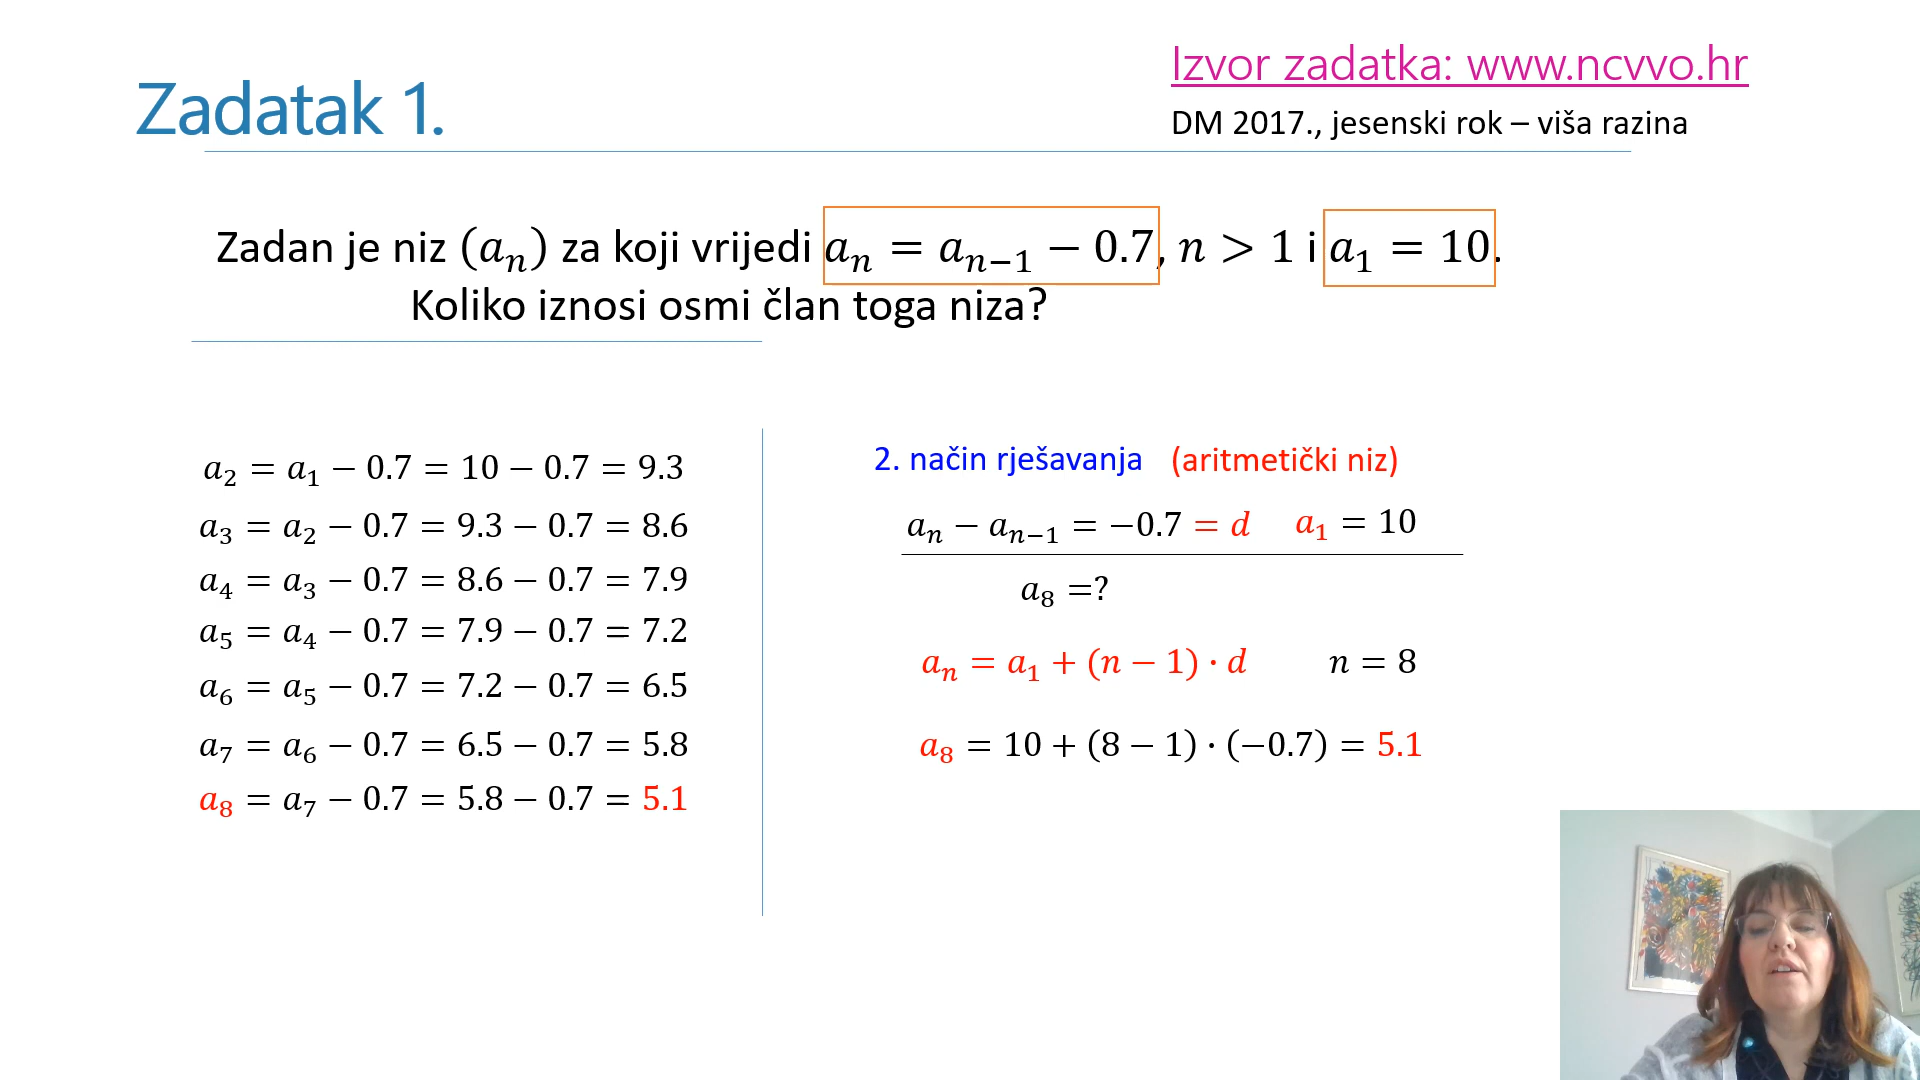 Zadatak 1.
Izvor zadatka: www.ncvvo.hr
DM 2017., jesenski rok – viša razina
Zadan je niz (aₙ) za koji vrijedi aₙ = aₙ₋₁ − 0.7, n > 1 i a₁ = 10.
Koliko iznosi osmi član toga niza?
a₂ = a₁ − 0.7 = 10 − 0.7 = 9.3
a₃ = a₂ − 0.7 = 9.3 − 0.7 = 8.6
a₄ = a₃ − 0.7 = 8.6 − 0.7 = 7.9
a₅ = a₄ − 0.7 = 7.9 − 0.7 = 7.2
a₆ = a₅ − 0.7 = 7.2 − 0.7 = 6.5
a₇ = a₆ − 0.7 = 6.5 − 0.7 = 5.8
a₈ = a₇ − 0.7 = 5.8 − 0.7 = 5.1
2. način rješavanja (aritmetički niz)
aₙ − aₙ₋₁ = −0.7 = d a₁ = 10
a₈ =?
aₙ = a₁ + (n − 1) · d n = 8
a₈ = 10 + (8 − 1) · (−0.7) = 5.1